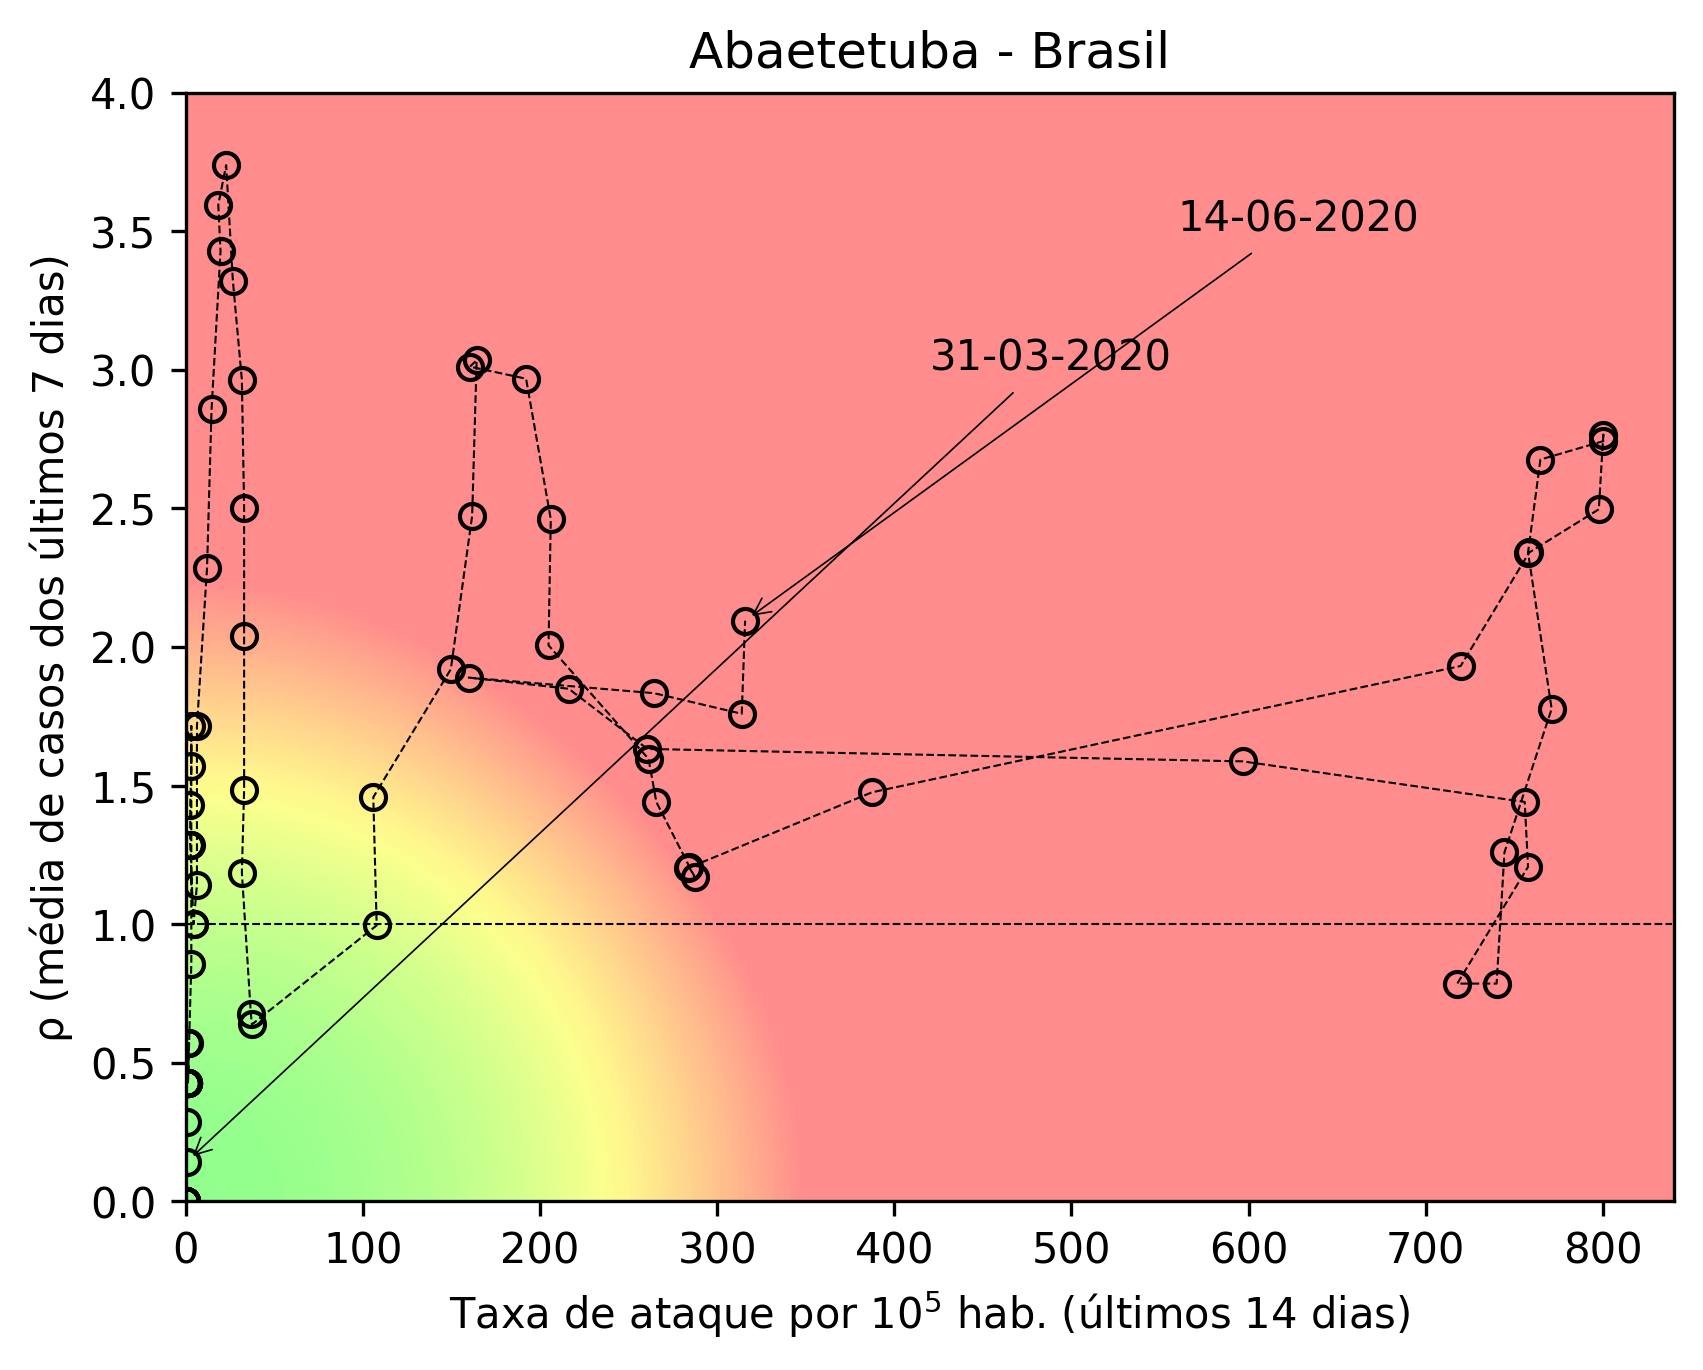 Abaetetuba - Brasil
4.0
3.5
3.0
2.5
2.0
1.5
1.0
0.5
0.0
ρ (média de casos dos últimos 7 dias)
14-06-2020
31-03-2020
0 100 200 300 400 500 600 700 800
Taxa de ataque por 10⁵ hab. (últimos 14 dias)